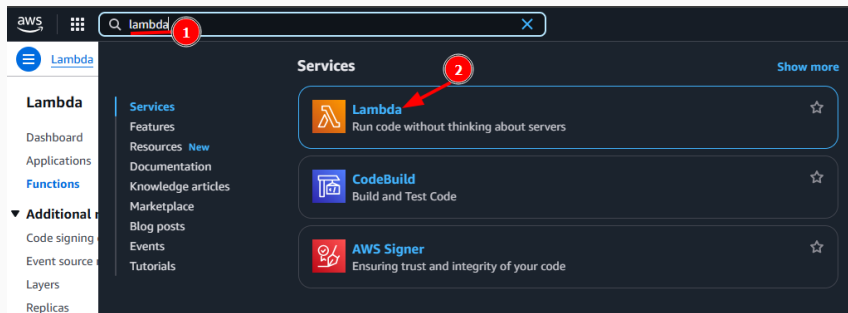 aws
lambda
1
Lambda
Services
2
Show more
Lambda
Dashboard
Applications
Functions
Additional
Code signing
Event source
Layers
Replicas
Services
Features
Resources New
Documentation
Knowledge articles
Marketplace
Blog posts
Events
Tutorials
Lambda
Run code without thinking about servers
CodeBuild
Build and Test Code
AWS Signer
Ensuring trust and integrity of your code